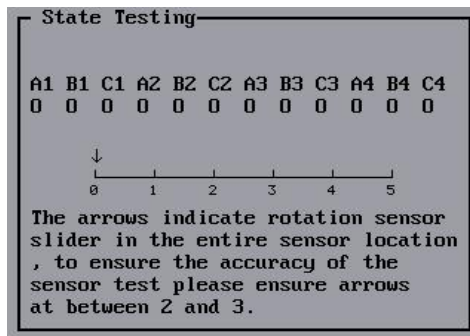 State Testing
A1 B1 C1 A2 B2 C2 A3 B3 C3 A4 B4 C4
0 0 0 0 0 0 0 0 0 0 0 0
↓
0 1 2 3 4 5
The arrows indicate rotation sensor
slider in the entire sensor location
, to ensure the accuracy of the
sensor test please ensure arrows
at between 2 and 3.